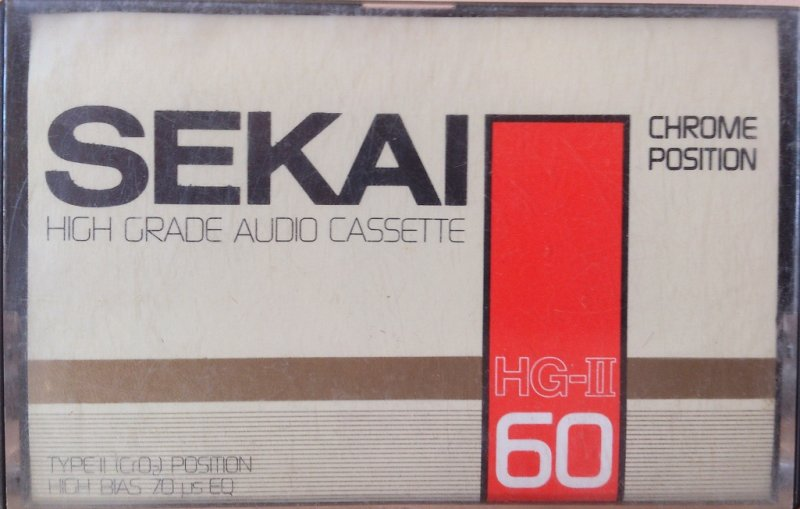 SEKAI
HIGH GRADE AUDIO CASSETTE
CHROME
POSITION
HG-II
60
TYPE II (CrO₂) POSITION
HIGH BIAS 70 µs EQ